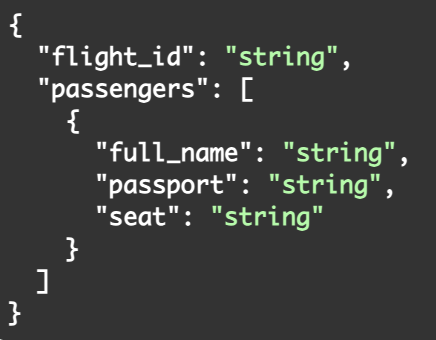 {
  "flight_id": "string",
  "passengers": [
    {
      "full_name": "string",
      "passport": "string",
      "seat": "string"
    }
  ]
}